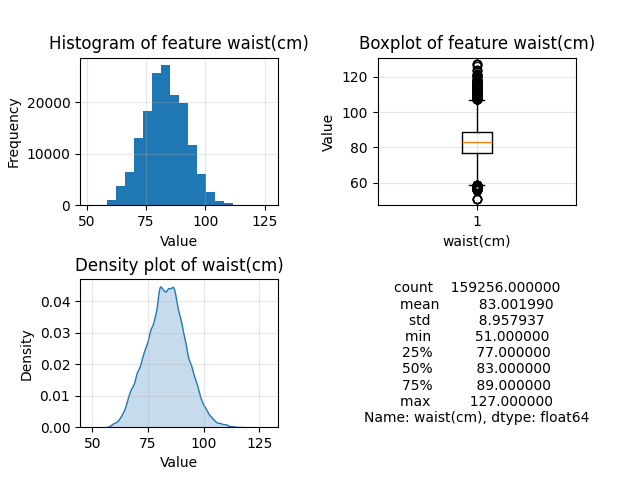 Histogram of feature waist(cm)
Frequency
20000
10000
0
50
75
100
125
Value
Boxplot of feature waist(cm)
Value
120
100
80
60
1
waist(cm)
Density plot of waist(cm)
Density
0.04
0.03
0.02
0.01
0.00
50
75
100
125
Value
count 159256.000000
mean 83.001990
std 8.957937
min 51.000000
25% 77.000000
50% 83.000000
75% 89.000000
max 127.000000
Name: waist(cm), dtype: float64